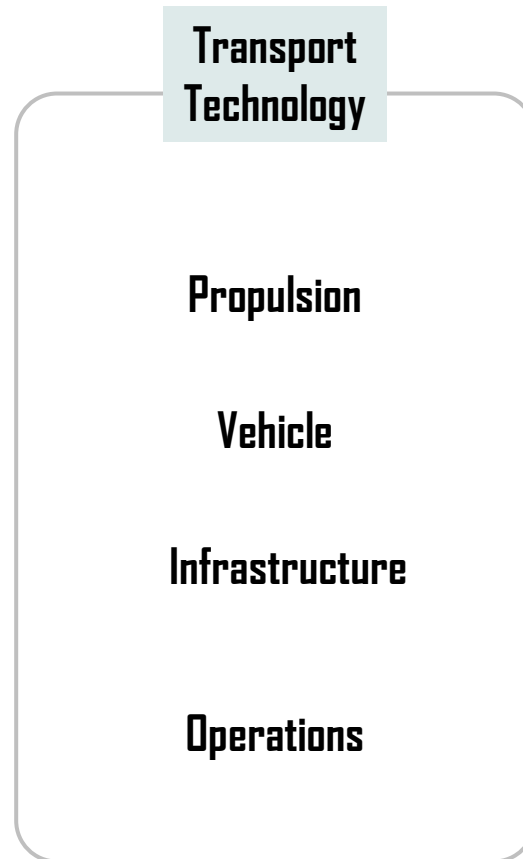 Transport
Technology
Propulsion
Vehicle
Infrastructure
Operations